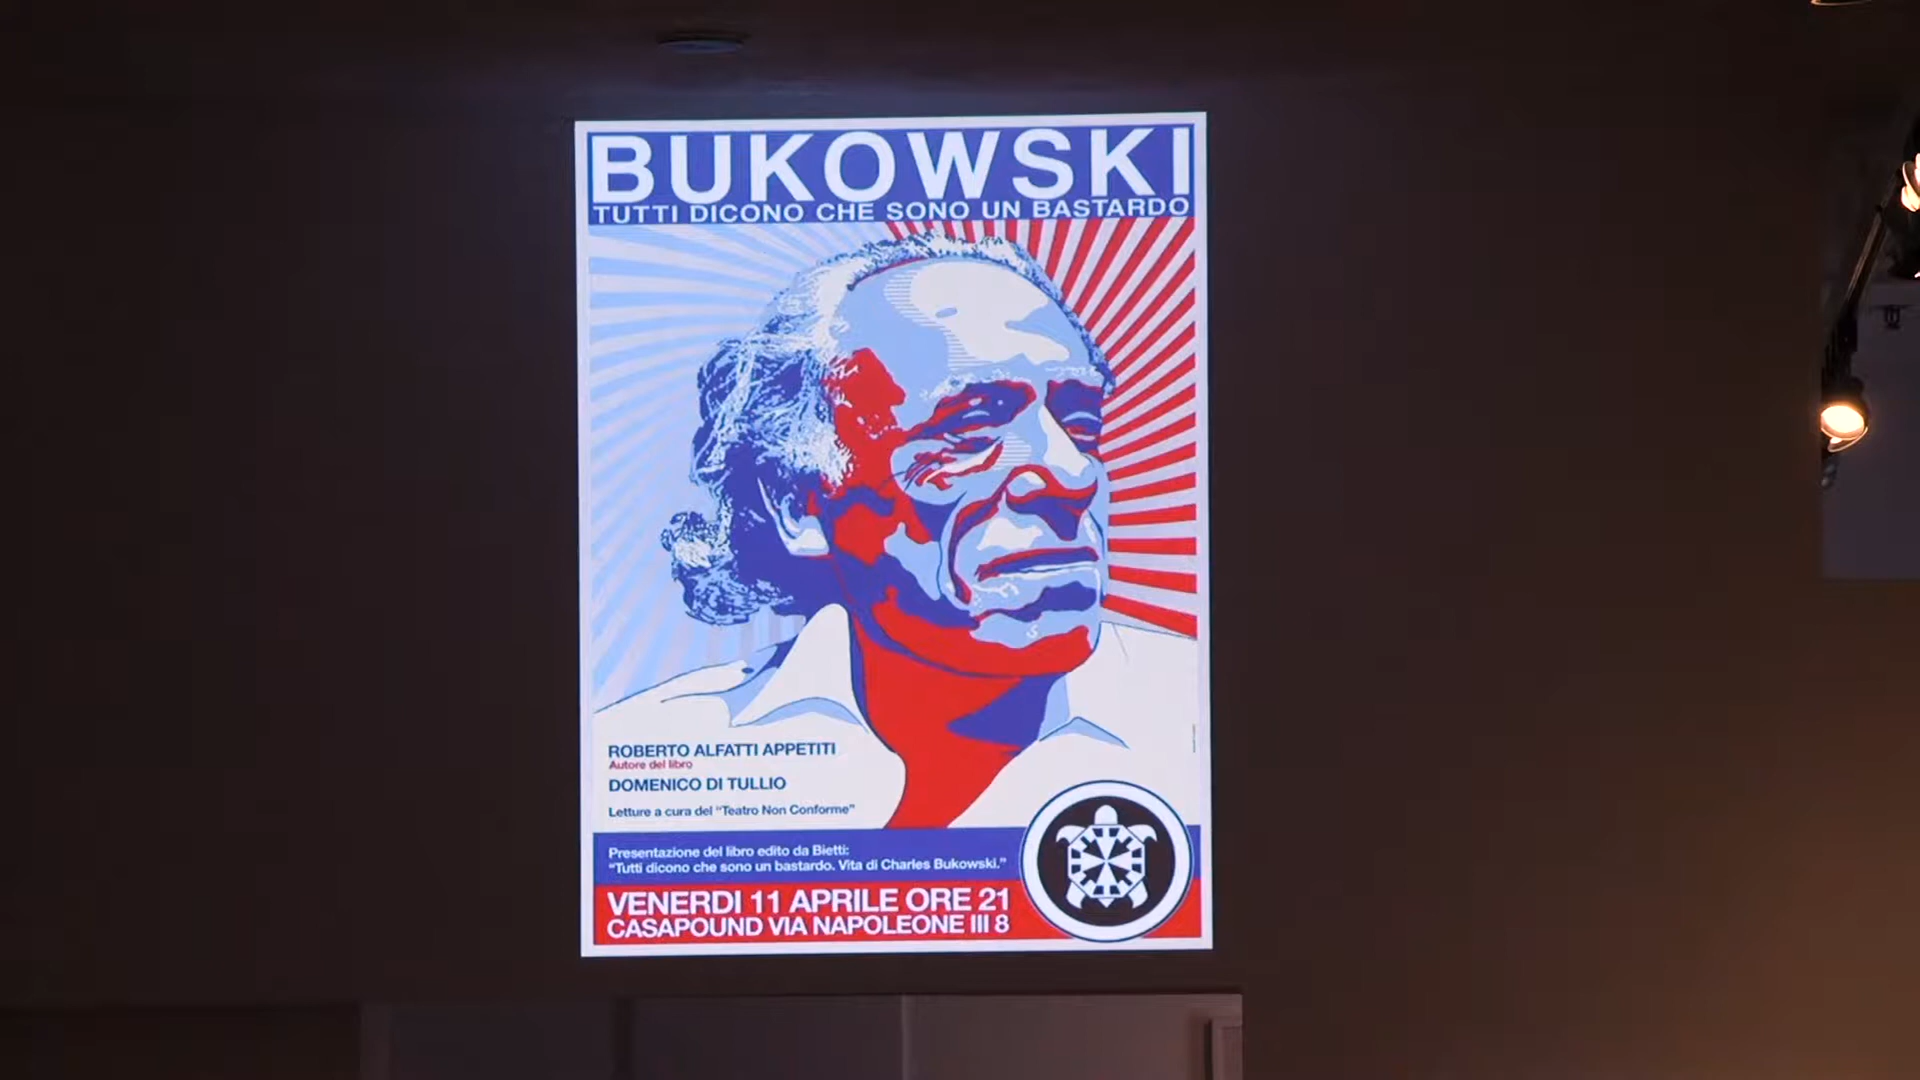 BUKOWSKI
TUTTI DICONO CHE SONO UN BASTARDO
ROBERTO ALFATTI APPETITI
Autore del libro
DOMENICO DI TULLIO
Letture a cura del "Teatro Non Conforme"
Presentazione del libro edito da Bietti:
"Tutti dicono che sono un bastardo. Vita di Charles Bukowski."
VENERDI 11 APRILE ORE 21
CASAPOUND VIA NAPOLEONE III 8